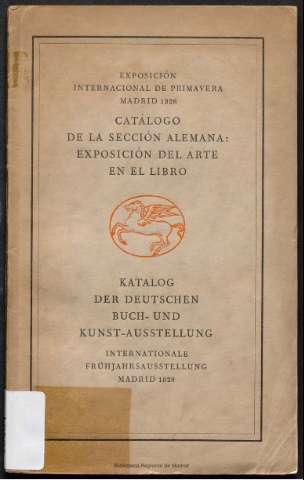 EXPOSICIÓN
INTERNACIONAL DE PRIMAVERA
MADRID 1928
CATÁLOGO
DE LA SECCIÓN ALEMANA:
EXPOSICIÓN DEL ARTE
EN EL LIBRO
KATALOG
DER DEUTSCHEN
BUCH- UND
KUNST-AUSSTELLUNG
INTERNATIONALE
FRÜHJAHRSAUSSTELLUNG
MADRID 1928
Biblioteca Regional de Madrid